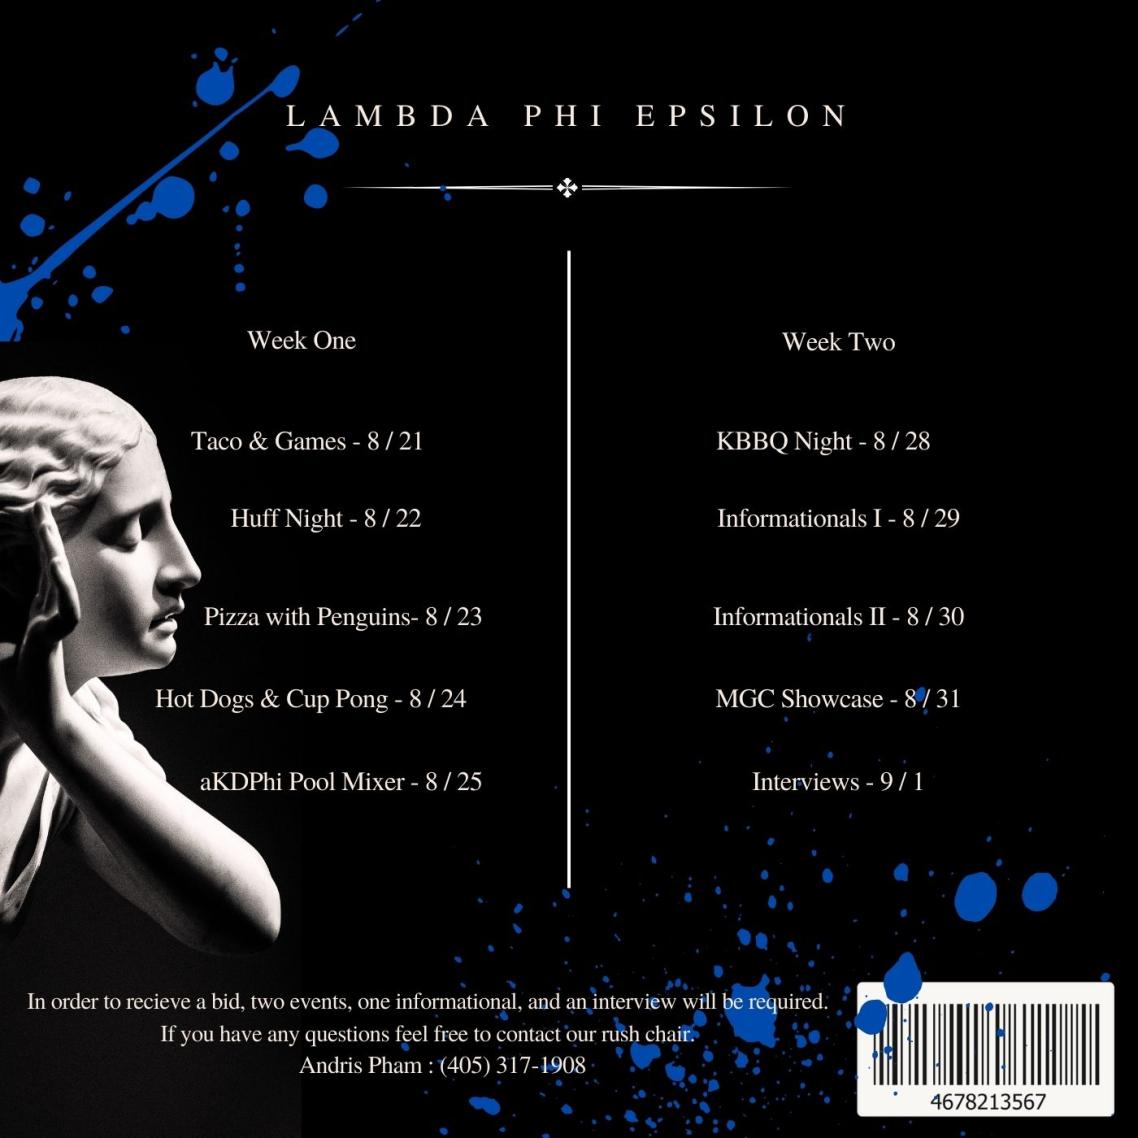 LAMBDA PHI EPSILON
Week One
Taco & Games - 8 / 21
Huff Night - 8 / 22
Pizza with Penguins- 8 / 23
Hot Dogs & Cup Pong - 8 / 24
aKDPhi Pool Mixer - 8 / 25
Week Two
KBBQ Night - 8 / 28
Informationals I - 8 / 29
Informationals II - 8 / 30
MGC Showcase - 8 / 31
Interviews - 9 / 1
In order to recieve a bid, two events, one informational, and an interview will be required.
If you have any questions feel free to contact our rush chair.
Andris Pham : (405) 317-1908
4678213567